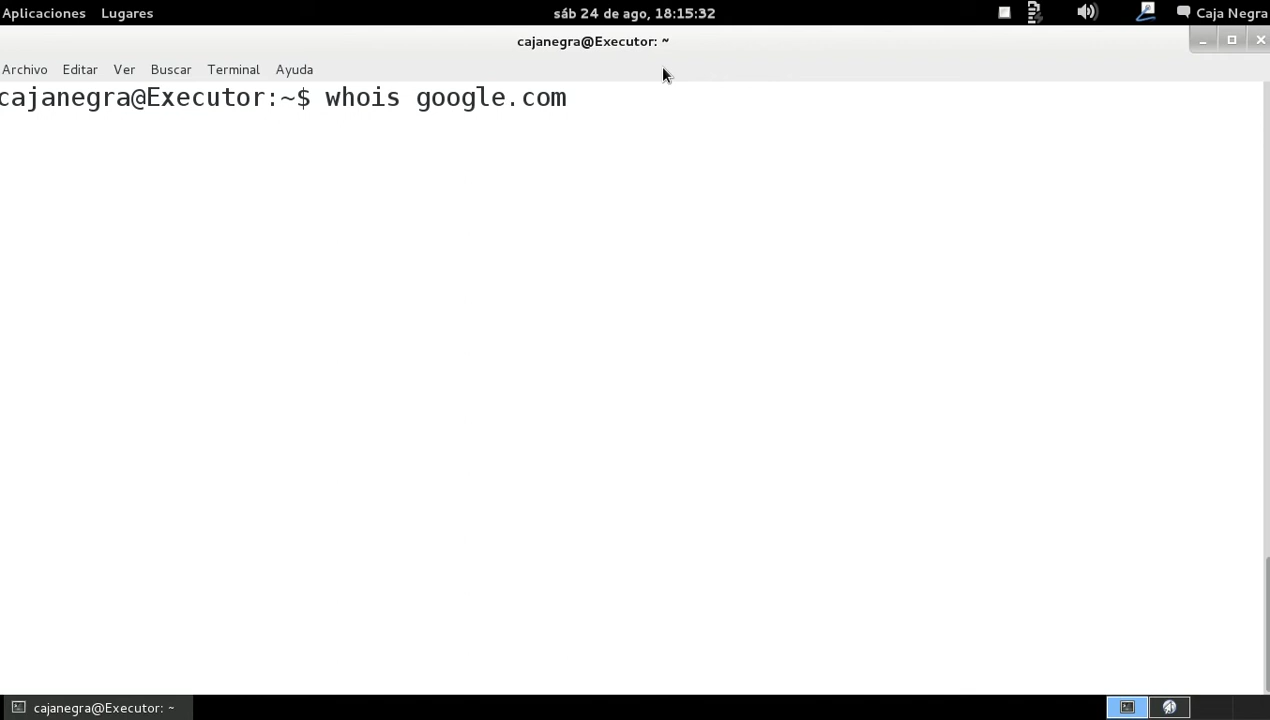 Aplicaciones Lugares sáb 24 de ago, 18:15:32 Caja Negra
cajanegra@Executor: ~
Archivo Editar Ver Buscar Terminal Ayuda
cajanegra@Executor:~$ whois google.com
cajanegra@Executor: ~